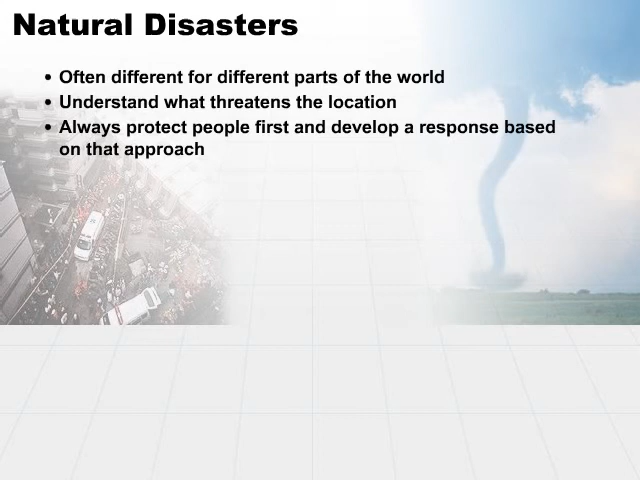 Natural Disasters
• Often different for different parts of the world
• Understand what threatens the location
• Always protect people first and develop a response based
on that approach